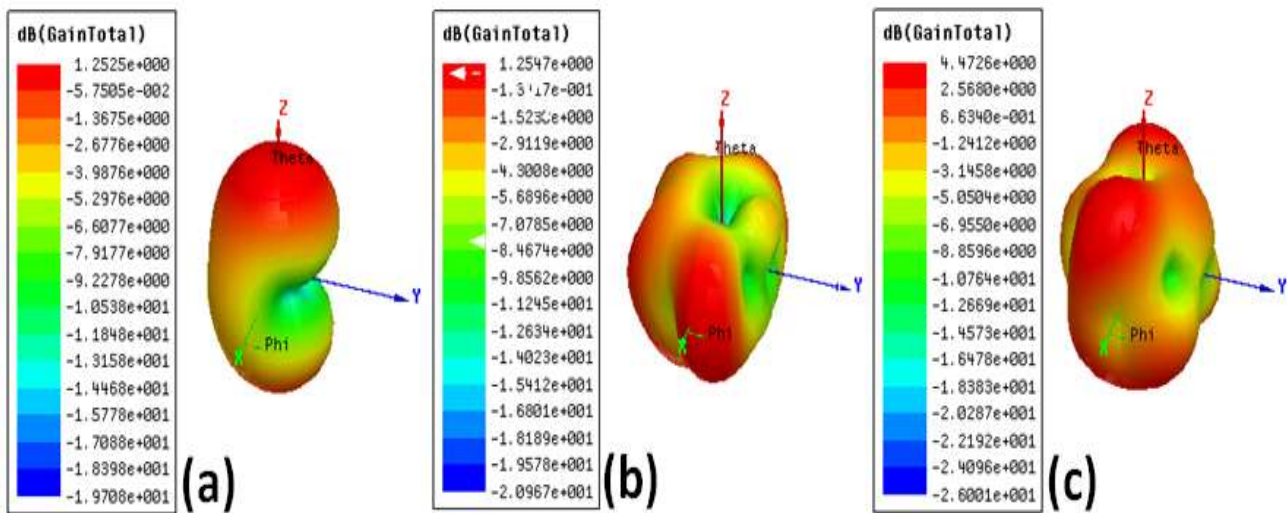 dB(GainTotal)
1.2525e+000
-5.7505e-002
-1.3675e+000
-2.6776e+000
-3.9876e+000
-5.2976e+000
-6.6077e+000
-7.9177e+000
-9.2278e+000
-1.0538e+001
-1.1848e+001
-1.3158e+001
-1.4468e+001
-1.5778e+001
-1.7088e+001
-1.8398e+001
-1.9708e+001
Z
Theta
Y
Phi
X
(a)
dB(GainTotal)
1.2547e+000
-2.9119e+000
-4.3008e+000
-5.6896e+000
-7.0785e+000
-8.4674e+000
-9.8562e+000
-1.1245e+001
-1.2634e+001
-1.4023e+001
-1.5412e+001
-1.6801e+001
-1.8189e+001
-1.9578e+001
-2.0967e+001
Z
Theta
Y
Phi
X
(b)
dB(GainTotal)
4.4726e+000
2.5680e+000
6.6340e-001
-1.2412e+000
-3.1458e+000
-5.0504e+000
-6.9550e+000
-8.8596e+000
-1.0764e+001
-1.2669e+001
-1.4573e+001
-1.6478e+001
-1.8383e+001
-2.0287e+001
-2.2192e+001
-2.4096e+001
-2.6001e+001
Z
Theta
Y
Phi
X
(c)